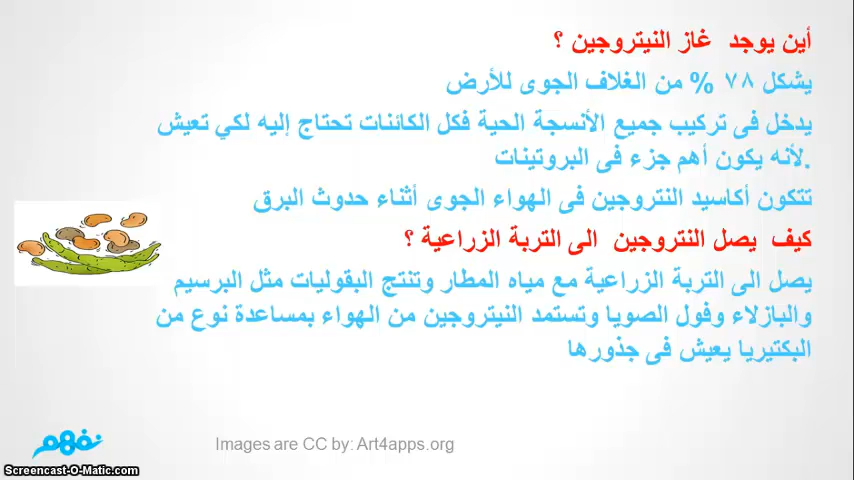 أين يوجد غاز النيتروجين ؟
يشكل ٧٨ % من الغلاف الجوى للأرض
يدخل فى تركيب جميع الأنسجة الحية فكل الكائنات تحتاج إليه لكي تعيش
.لأنه يكون أهم جزء فى البروتينات
تتكون أكاسيد النتروجين فى الهواء الجوى أثناء حدوث البرق
كيف يصل النتروجين الى التربة الزراعية ؟
يصل الى التربة الزراعية مع مياه المطار وتنتج البقوليات مثل البرسيم
والبازلاء وفول الصويا وتستمد النيتروجين من الهواء بمساعدة نوع من
البكتيريا يعيش فى جذورها
نفهم
Images are CC by: Art4apps.org
Screencast-O-Matic.com